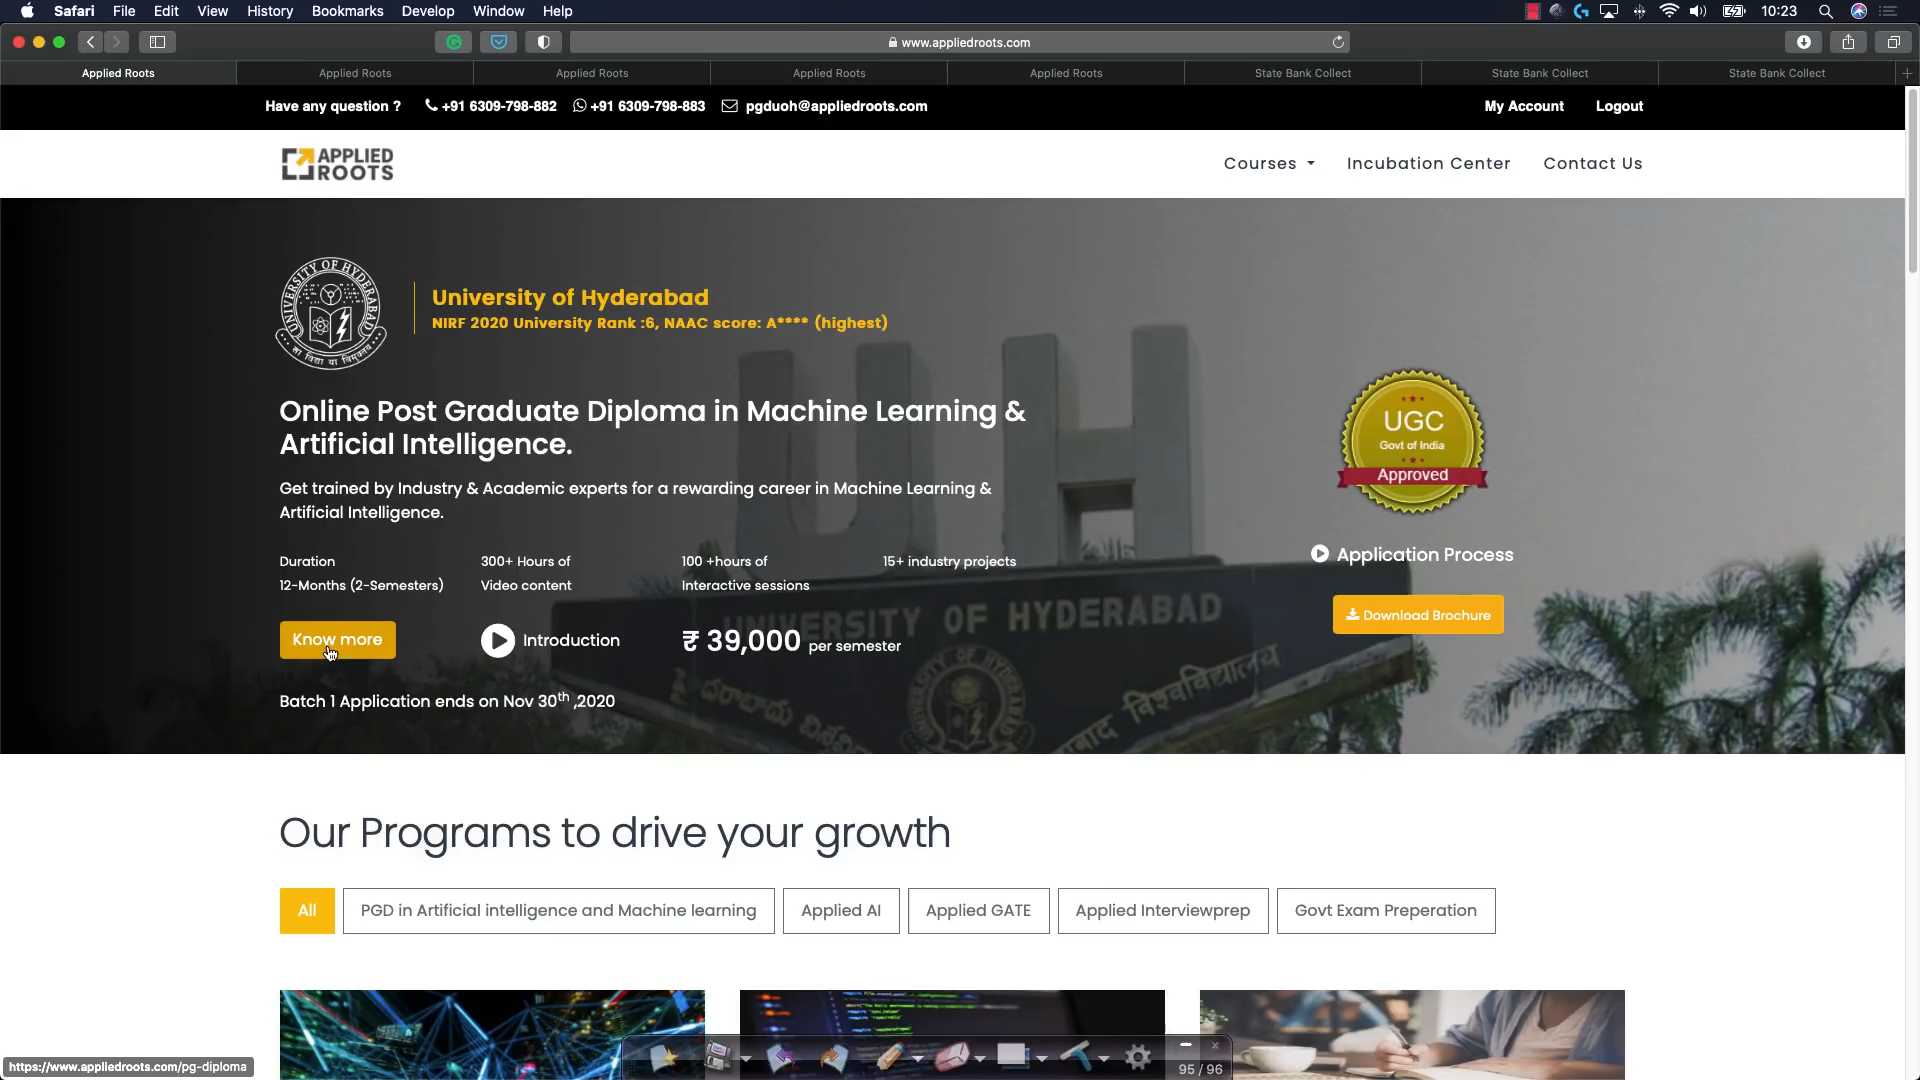 Safari File Edit View History Bookmarks Develop Window Help 10:23
www.appliedroots.com
Applied Roots Applied Roots Applied Roots Applied Roots Applied Roots State Bank Collect State Bank Collect State Bank Collect
Have any question ? +91 6309-798-882 +91 6309-798-883 pgduoh@appliedroots.com My Account Logout
APPLIED
ROOTS
Courses Incubation Center Contact Us
UNIVERSITY OF HYDERABAD
सा विद्या या विमुक्तये
University of Hyderabad
NIRF 2020 University Rank :6, NAAC score: A**** (highest)
Online Post Graduate Diploma in Machine Learning &
Artificial Intelligence.
Get trained by Industry & Academic experts for a rewarding career in Machine Learning &
Artificial Intelligence.
Duration
12-Months (2-Semesters)
300+ Hours of
Video content
100 +hours of
Interactive sessions
15+ industry projects
Know more
Introduction
₹ 39,000 per semester
Batch 1 Application ends on Nov 30th ,2020
UGC
Govt of India
Approved
Application Process
Download Brochure
UH
UNIVERSITY OF HYDERABAD
विश्वविद्यालय
Our Programs to drive your growth
All PGD in Artificial intelligence and Machine learning Applied AI Applied GATE Applied Interviewprep Govt Exam Preperation
95 / 96
https://www.appliedroots.com/pg-diploma